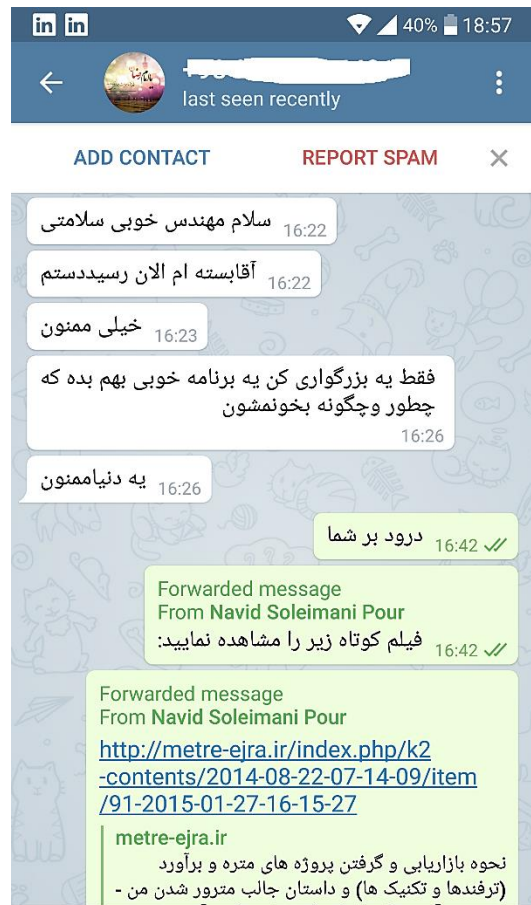 in in 40% 18:57
last seen recently
ADD CONTACT REPORT SPAM ×
سلام مهندس خوبی سلامتی 16:22
آقابسته ام الان رسیددستم 16:22
خیلی ممنون 16:23
فقط یه بزرگواری کن یه برنامه خوبی بهم بده که
چطور وچگونه بخونمشون
16:26
یه دنیاممنون 16:26
درود بر شما 16:42
Forwarded message
From Navid Soleimani Pour
فیلم کوتاه زیر را مشاهده نمایید: 16:42
Forwarded message
From Navid Soleimani Pour
http://metre-ejra.ir/index.php/k2
-contents/2014-08-22-07-14-09/item
/91-2015-01-27-16-15-27
metre-ejra.ir
نحوه بازاریابی و گرفتن پروژه های متره و برآورد
(ترفندها و تکنیک ها) و داستان جالب مترور شدن من -